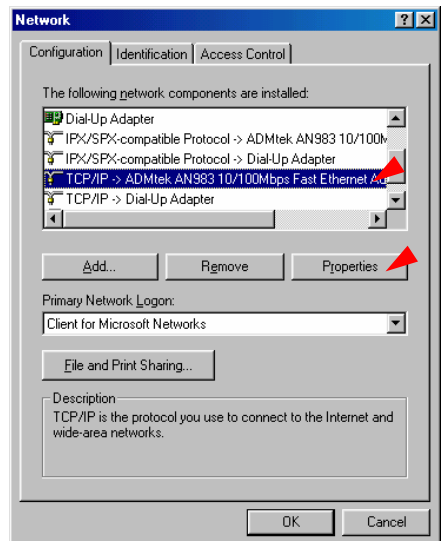 Network
Configuration Identification Access Control
The following network components are installed:
Dial-Up Adapter
IPX/SPX-compatible Protocol -> ADMtek AN983 10/100M
IPX/SPX-compatible Protocol -> Dial-Up Adapter
TCP/IP -> ADMtek AN983 10/100Mbps Fast Ethernet
TCP/IP -> Dial-Up Adapter
Add... Remove Properties
Primary Network Logon:
Client for Microsoft Networks
File and Print Sharing...
Description
TCP/IP is the protocol you use to connect to the Internet and
wide-area networks.
OK Cancel